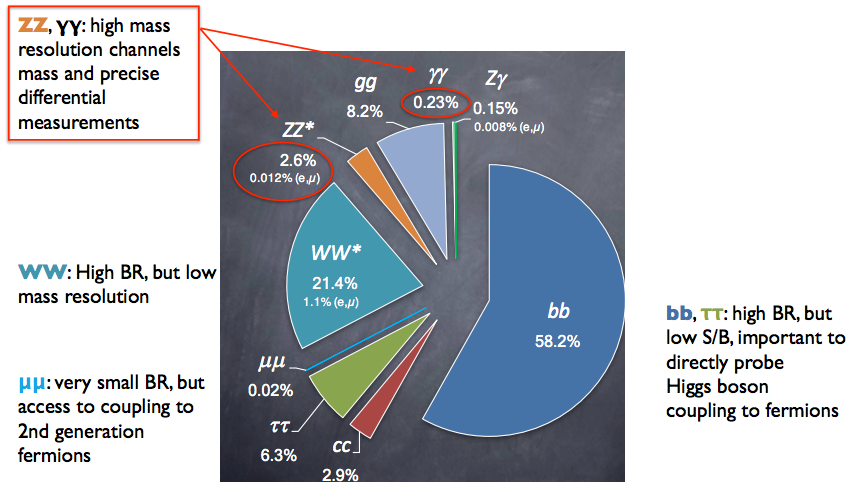 ZZ, γγ: high mass
resolution channels
mass and precise
differential
measurements
gg
8.2%
γγ
0.23%
Zγ
0.15%
0.008% (e,μ)
ZZ*
2.6%
0.012% (e,μ)
WW*
21.4%
1.1% (e,μ)
bb
58.2%
μμ
0.02%
ττ
6.3%
cc
2.9%
WW: High BR, but low
mass resolution
μμ: very small BR, but
access to coupling to
2nd generation
fermions
bb, ττ: high BR, but
low S/B, important to
directly probe
Higgs boson
coupling to fermions